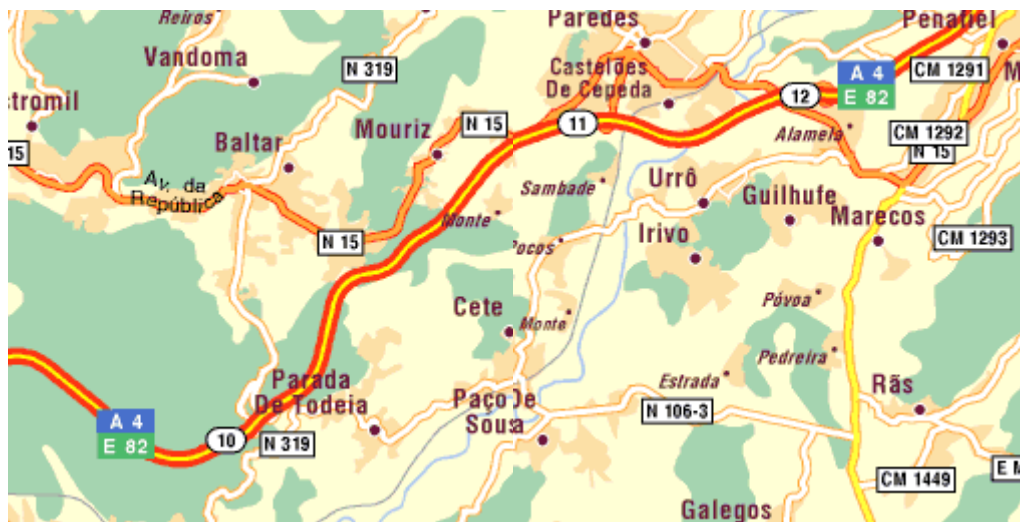 Reiros
Paredes
Penafiel
Vandoma
N 319
Castelões
De Cepeda
A 4
E 82
CM 1291
12
stromil
11
N 15
Mouriz
Alamela
CM 1292
N 15
15
Baltar
Av. da
República
Sambade
Urrô
Guilhufe
Marecos
Monte
N 15
Pocos
Irivo
CM 1293
Cete
Monte
Póvoa
Pedreira
Parada
De Todeia
Estrada
Rãs
Paço De
Sousa
N 106-3
A 4
E 82
10
N 319
E M
CM 1449
Galegos